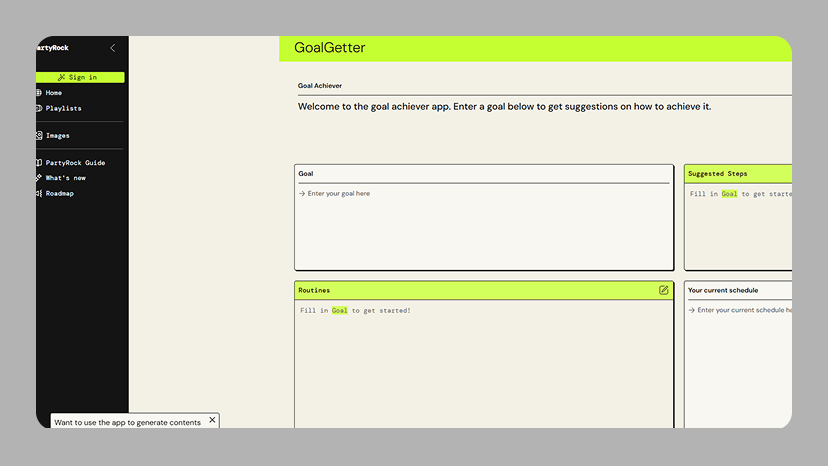 artyRock
Sign in
Home
Playlists
Images
PartyRock Guide
What's new
Roadmap
GoalGetter
Goal Achiever
Welcome to the goal achiever app. Enter a goal below to get suggestions on how to achieve it.
Goal
Enter your goal here
Suggested Steps
Fill in Goal to get starte
Routines
Fill in Goal to get started!
Your current schedule
Enter your current schedule he
Want to use the app to generate contents